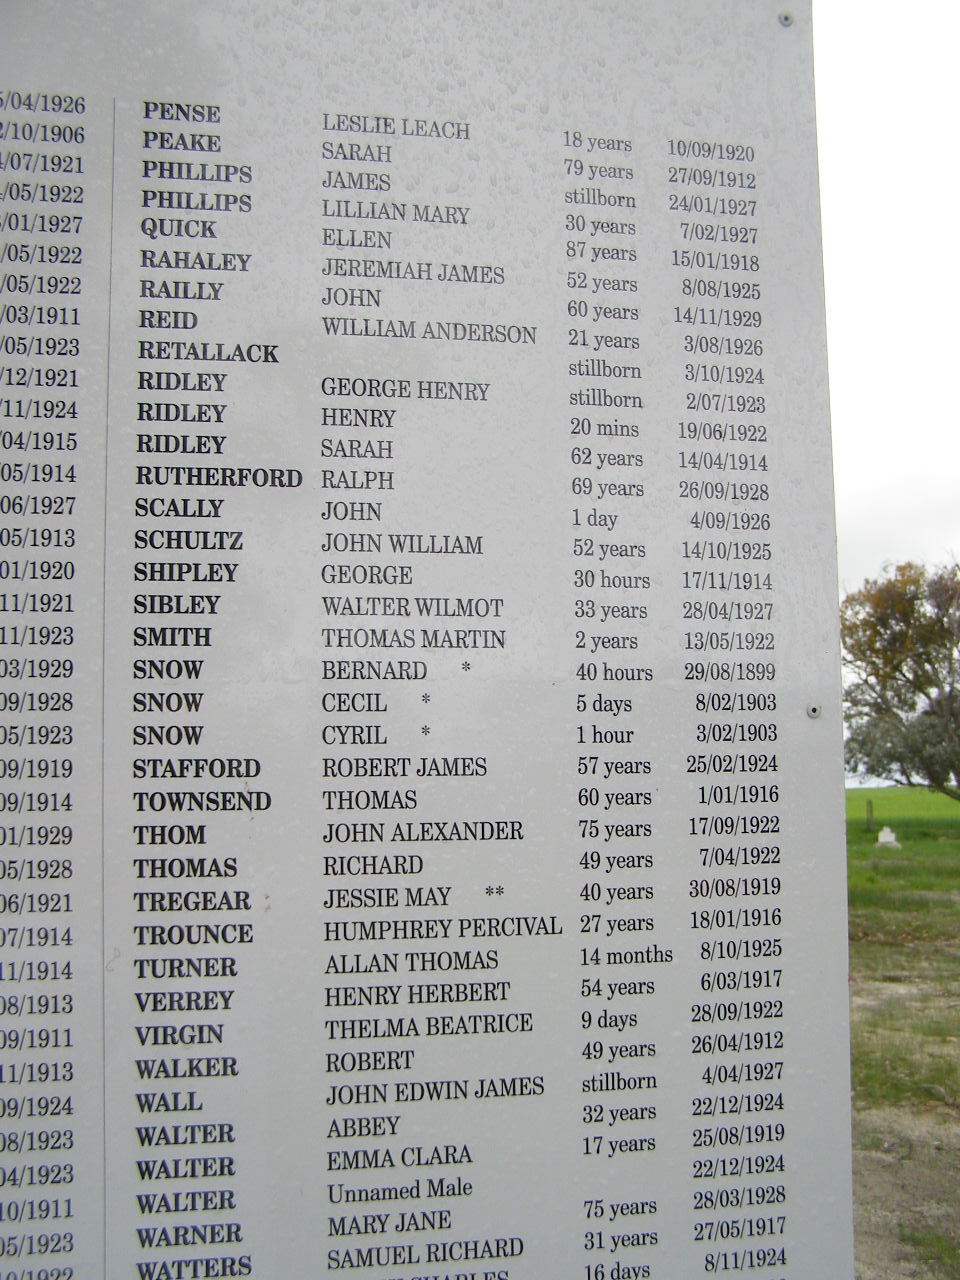 /04/1926
/10/1906
/07/1921
/05/1922
/01/1927
/05/1922
/05/1922
/03/1911
/05/1923
/12/1921
/11/1924
/04/1915
/05/1914
06/1927
05/1913
01/1920
11/1921
11/1923
03/1929
09/1928
05/1923
09/1919
09/1914
01/1929
05/1928
06/1921
07/1914
11/1914
08/1913
09/1911
11/1913
09/1924
08/1923
04/1923
10/1911
05/1923
10/1922
PENSE LESLIE LEACH 18 years 10/09/1920
PEAKE SARAH 79 years 27/09/1912
PHILLIPS JAMES stillborn 24/01/1927
PHILLIPS LILLIAN MARY 30 years 7/02/1927
QUICK ELLEN 87 years 15/01/1918
RAHALEY JEREMIAH JAMES 52 years 8/08/1925
RAILLY JOHN 60 years 14/11/1929
REID WILLIAM ANDERSON 21 years 3/08/1926
RETALLACK stillborn 3/10/1924
RIDLEY GEORGE HENRY stillborn 2/07/1923
RIDLEY HENRY 20 mins 19/06/1922
RIDLEY SARAH 62 years 14/04/1914
RUTHERFORD RALPH 69 years 26/09/1928
SCALLY JOHN 1 day 4/09/1926
SCHULTZ JOHN WILLIAM 52 years 14/10/1925
SHIPLEY GEORGE 30 hours 17/11/1914
SIBLEY WALTER WILMOT 33 years 28/04/1927
SMITH THOMAS MARTIN 2 years 13/05/1922
SNOW BERNARD * 40 hours 29/08/1899
SNOW CECIL * 5 days 8/02/1903
SNOW CYRIL * 1 hour 3/02/1903
STAFFORD ROBERT JAMES 57 years 25/02/1924
TOWNSEND THOMAS 60 years 1/01/1916
THOM JOHN ALEXANDER 75 years 17/09/1922
THOMAS RICHARD 49 years 7/04/1922
TREGEAR JESSIE MAY ** 40 years 30/08/1919
TROUNCE HUMPHREY PERCIVAL 27 years 18/01/1916
TURNER ALLAN THOMAS 14 months 8/10/1925
VERREY HENRY HERBERT 54 years 6/03/1917
VIRGIN THELMA BEATRICE 9 days 28/09/1922
WALKER ROBERT 49 years 26/04/1912
WALL JOHN EDWIN JAMES stillborn 4/04/1927
WALTER ABBEY 32 years 22/12/1924
WALTER EMMA CLARA 17 years 25/08/1919
WALTER Unnamed Male 22/12/1924
WARNER MARY JANE 75 years 28/03/1928
WATTERS SAMUEL RICHARD 31 years 27/05/1917
CHARLES 16 days 8/11/1924